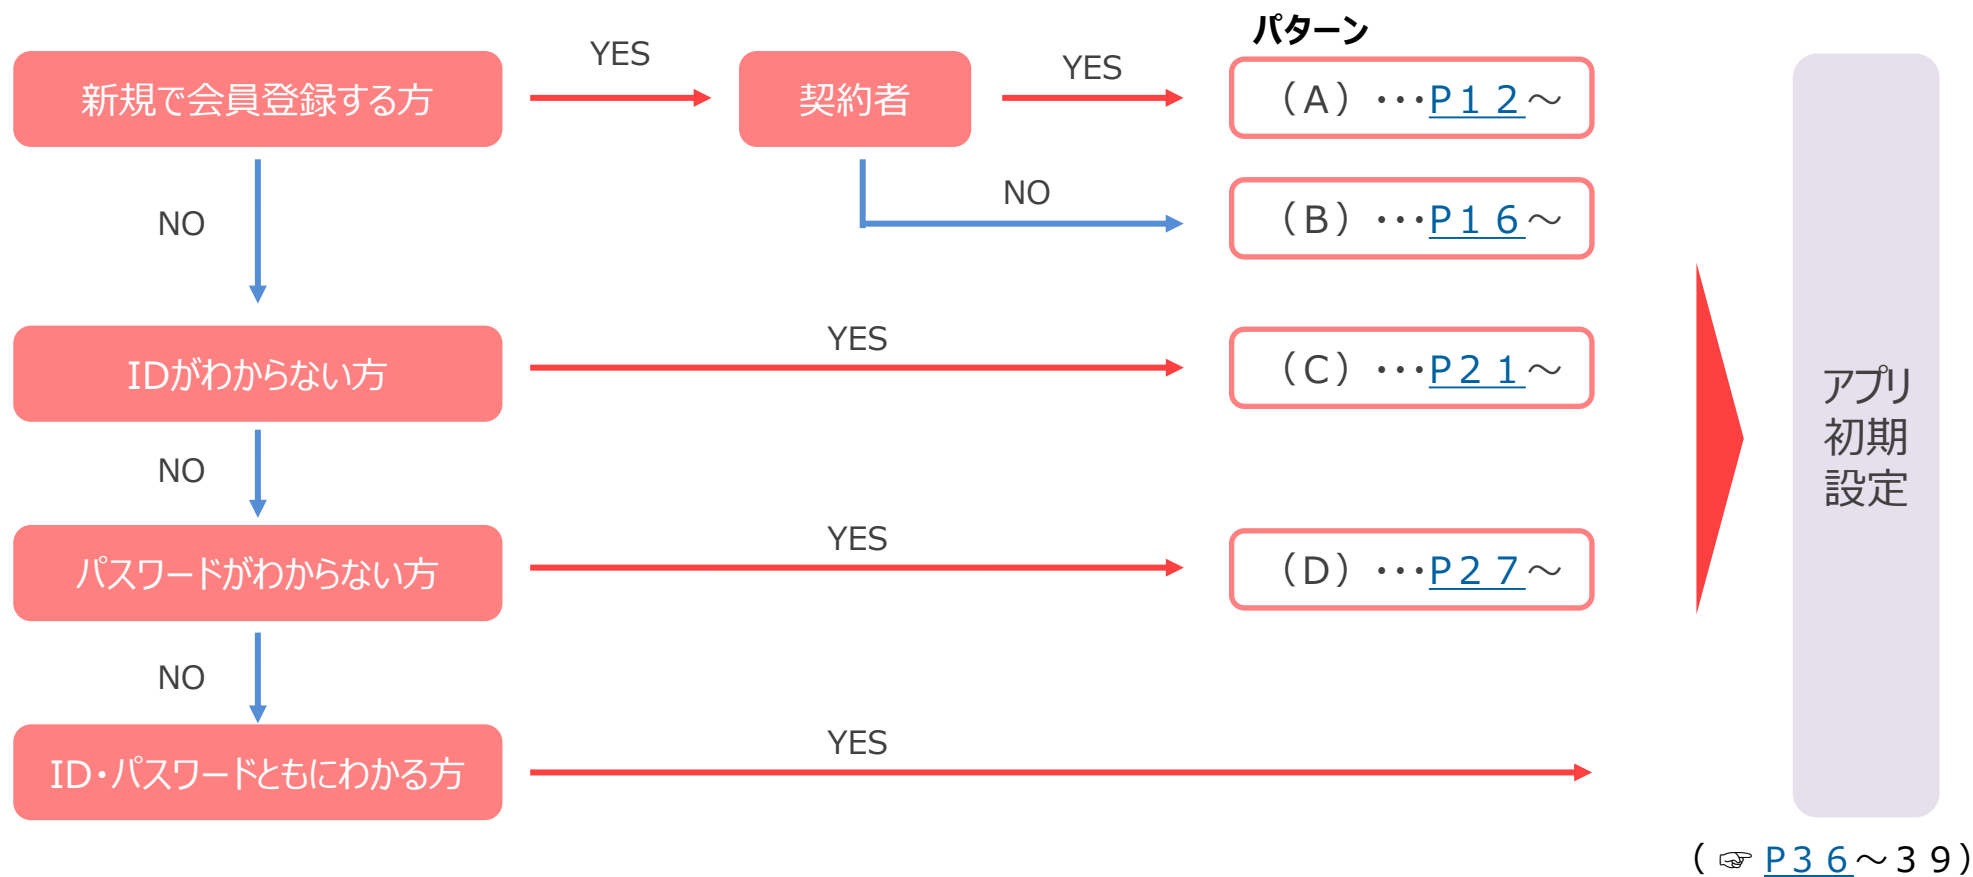 パターン
新規で会員登録する方
YES
契約者
YES
（A）・・・P１２～
NO
NO
（B）・・・P１６～
IDがわからない方
YES
（C）・・・P２１～
NO
パスワードがわからない方
YES
（D）・・・P２７～
NO
ID・パスワードともにわかる方
YES
アプリ
初期
設定
（☞P３６～３９）